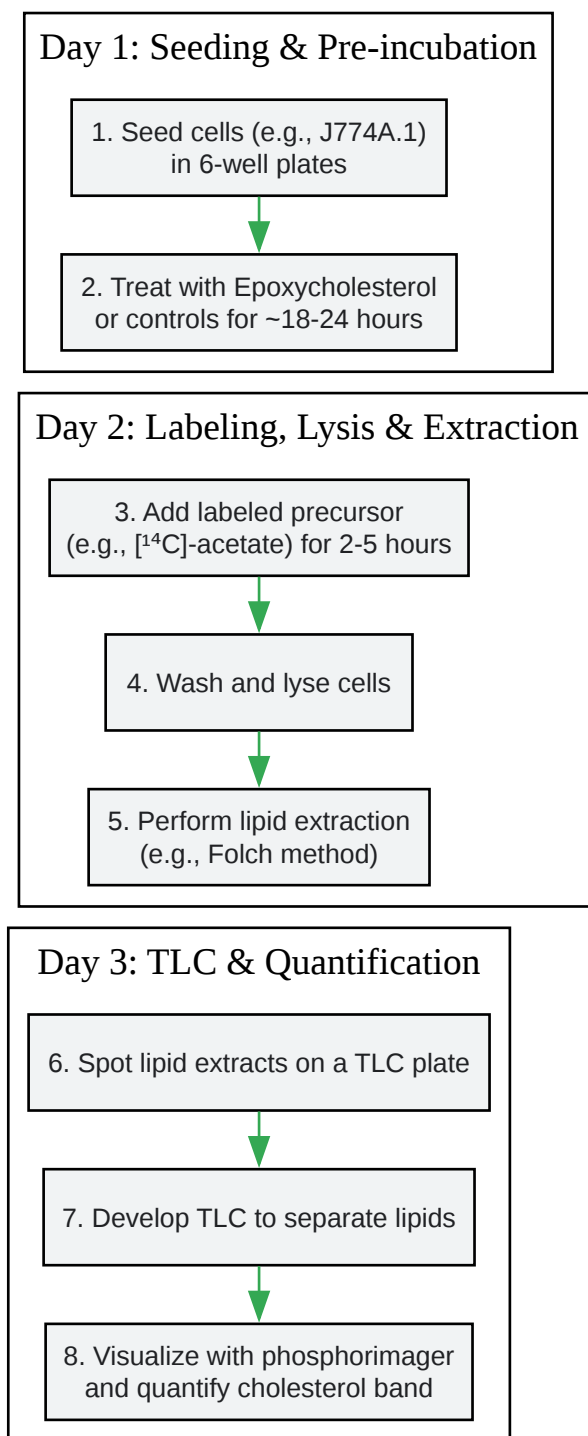 Day 1: Seeding & Pre-incubation
1. Seed cells (e.g., J774A.1)
in 6-well plates
2. Treat with Epoxycholesterol
or controls for ~18-24 hours
Day 2: Labeling, Lysis & Extraction
3. Add labeled precursor
(e.g., [¹⁴C]-acetate) for 2-5 hours
4. Wash and lyse cells
5. Perform lipid extraction
(e.g., Folch method)
Day 3: TLC & Quantification
6. Spot lipid extracts on a TLC plate
7. Develop TLC to separate lipids
8. Visualize with phosphorimager
and quantify cholesterol band